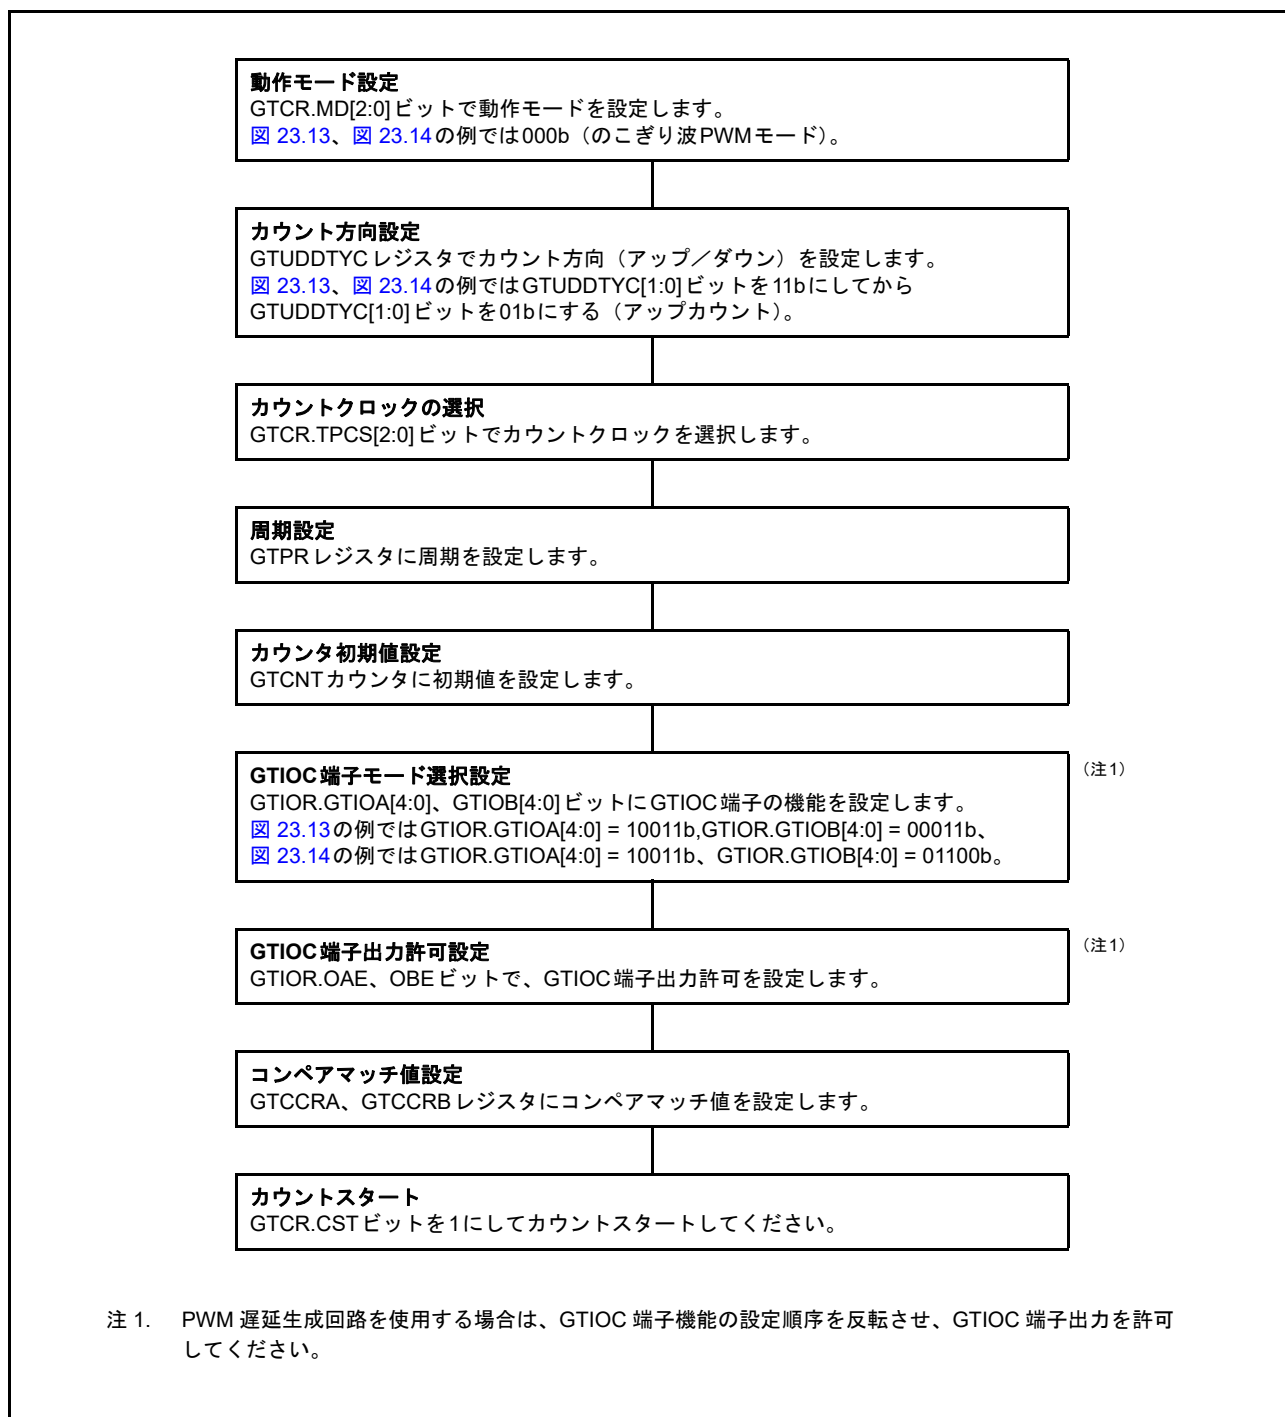 動作モード設定
GTCR.MD[2:0]ビットで動作モードを設定します。
図 23.13、図 23.14の例では000b（のこぎり波PWMモード）。
カウント方向設定
GTUDDTYCレジスタでカウント方向（アップ／ダウン）を設定します。
図 23.13、図 23.14の例ではGTUDDTYC[1:0]ビットを11bにしてから
GTUDDTYC[1:0]ビットを01bにする（アップカウント）。
カウントクロックの選択
GTCR.TPCS[2:0]ビットでカウントクロックを選択します。
周期設定
GTPRレジスタに周期を設定します。
カウンタ初期値設定
GTCNTカウンタに初期値を設定します。
GTIOC端子モード選択設定
（注1）
GTIOR.GTIOA[4:0]、GTIOB[4:0]ビットにGTIOC端子の機能を設定します。
図 23.13の例ではGTIOR.GTIOA[4:0] = 10011b,GTIOR.GTIOB[4:0] = 00011b、
図 23.14の例ではGTIOR.GTIOA[4:0] = 10011b、GTIOR.GTIOB[4:0] = 01100b。
GTIOC端子出力許可設定
（注1）
GTIOR.OAE、OBEビットで、GTIOC端子出力許可を設定します。
コンペアマッチ値設定
GTCCRA、GTCCRBレジスタにコンペアマッチ値を設定します。
カウントスタート
GTCR.CSTビットを1にしてカウントスタートしてください。
注 1. PWM 遅延生成回路を使用する場合は、GTIOC 端子機能の設定順序を反転させ、GTIOC 端子出力を許可
してください。